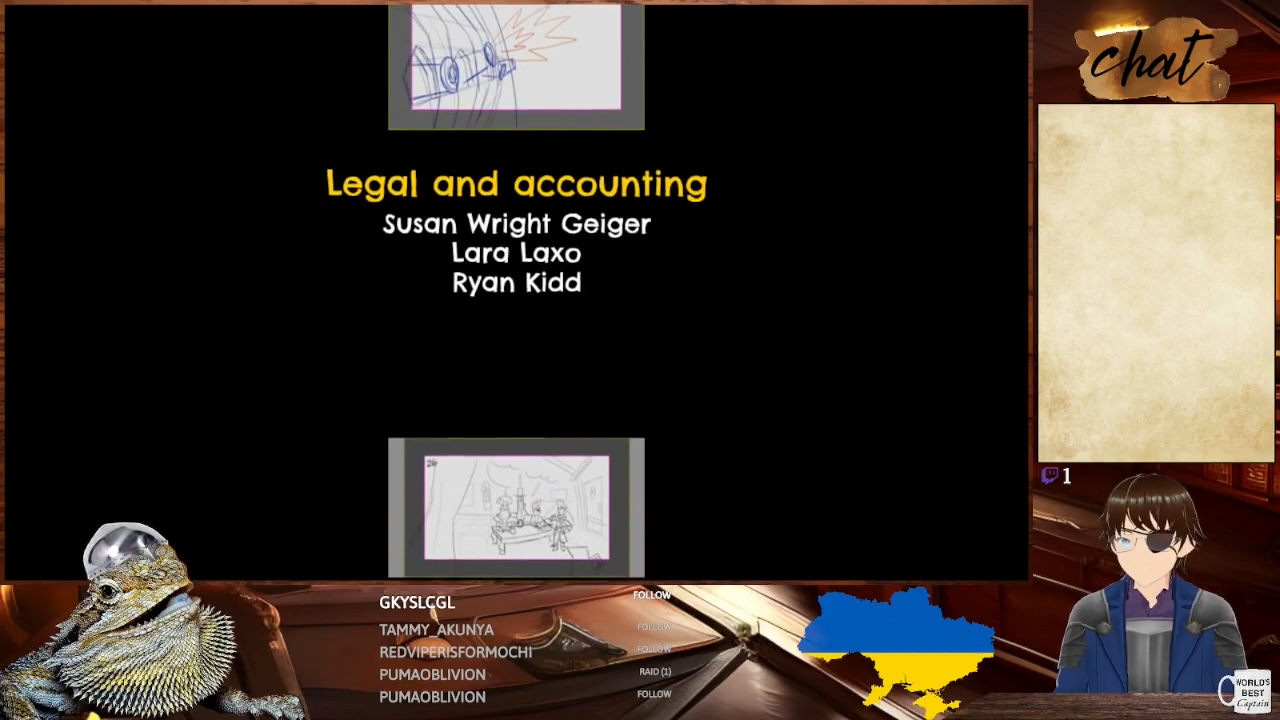 Legal and accounting
Susan Wright Geiger
Lara Laxo
Ryan Kidd
26
chat
1
GKYSLCGL FOLLOW
TAMMY_AKUNYA FOLLOW
REDVIPERISFORMOCHI FOLLOW
PUMAOBLIVION RAID (1)
PUMAOBLIVION FOLLOW
WORLD'S
BEST
Captain